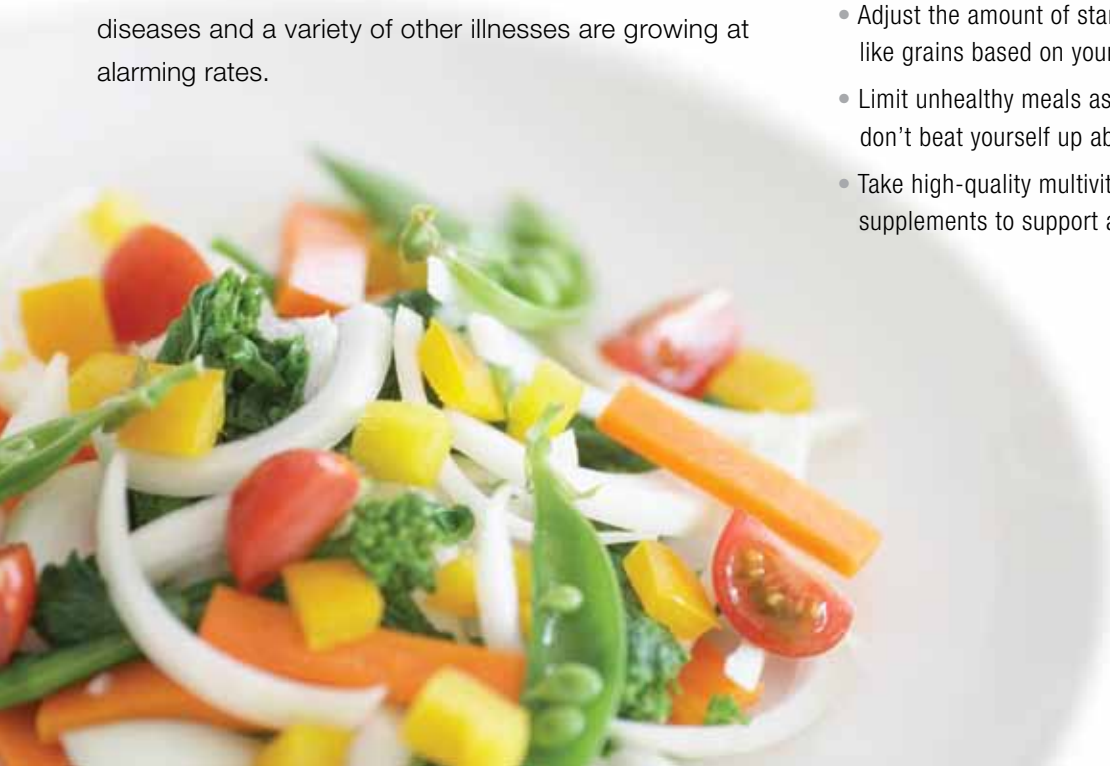 diseases and a variety of other illnesses are growing at
alarming rates.
• Adjust the amount of
like grains based on your
• Limit unhealthy meals as
don’t beat yourself up
• Take high-quality
supplements to support